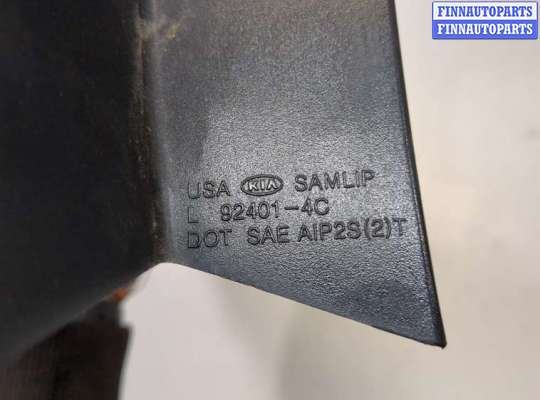 FINNAUTOPARTS
FINNAUTOPARTS
USA KIA SAMLIP
L 92401-4C
DOT SAE AIP2S(2)T